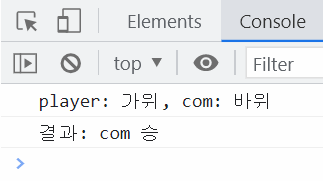 Elements
Console
top
Filter
player: 가위, com: 바위
결과: com 승